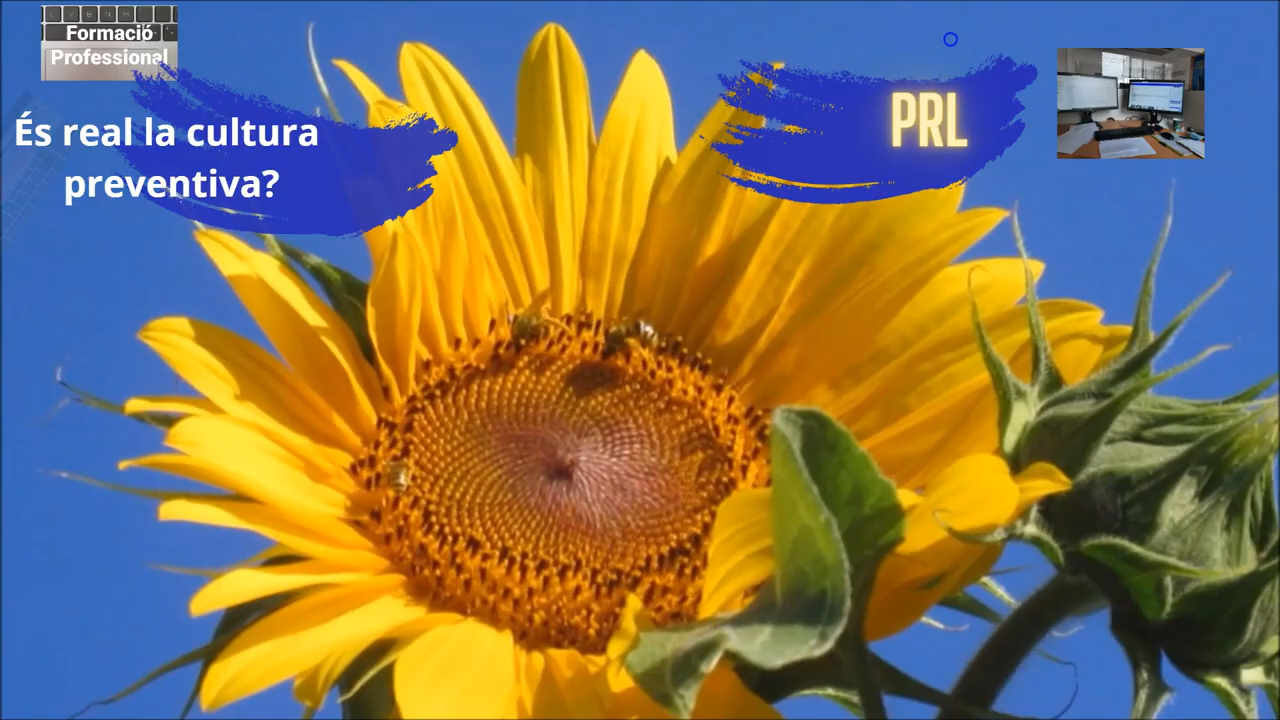 Formació
Professional
És real la cultura
preventiva?
PRL